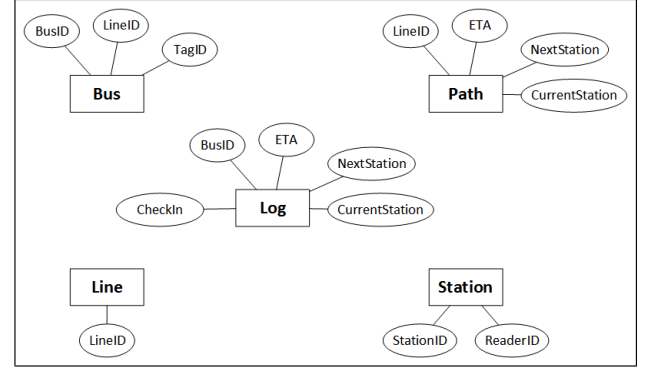 BusID
LineID
TagID
Bus
LineID
ETA
NextStation
CurrentStation
Path
BusID
ETA
NextStation
CurrentStation
CheckIn
Log
Line
LineID
Station
StationID
ReaderID